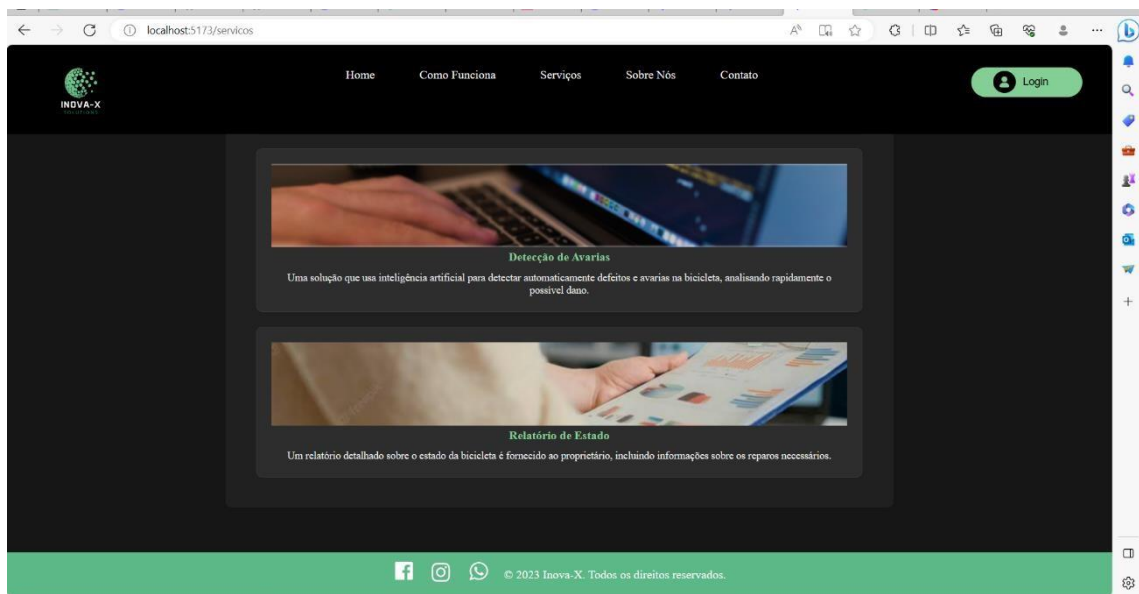 localhost:5173/servicos
Home Como Funciona Serviços Sobre Nós Contato
Login
INOVA-X
Detecção de Avarias
Uma solução que usa inteligência artificial para detectar automaticamente defeitos e avarias na bicicleta, analisando rapidamente o
possível dano.
Relatório de Estado
Um relatório detalhado sobre o estado da bicicleta é fornecido ao proprietário, incluindo informações sobre os reparos necessários.
© 2023 Inova-X. Todos os direitos reservados.